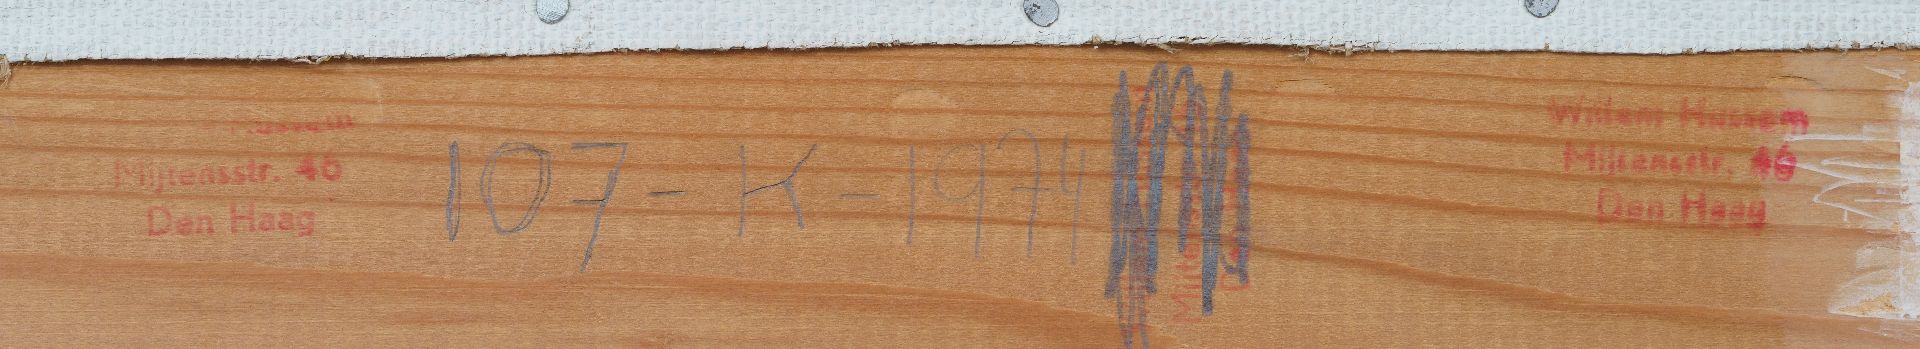 Mijtensstr. 46
Den Haag
107 - K - 1974
Willem Hussem
Mijtensstr. 46
Den Haag